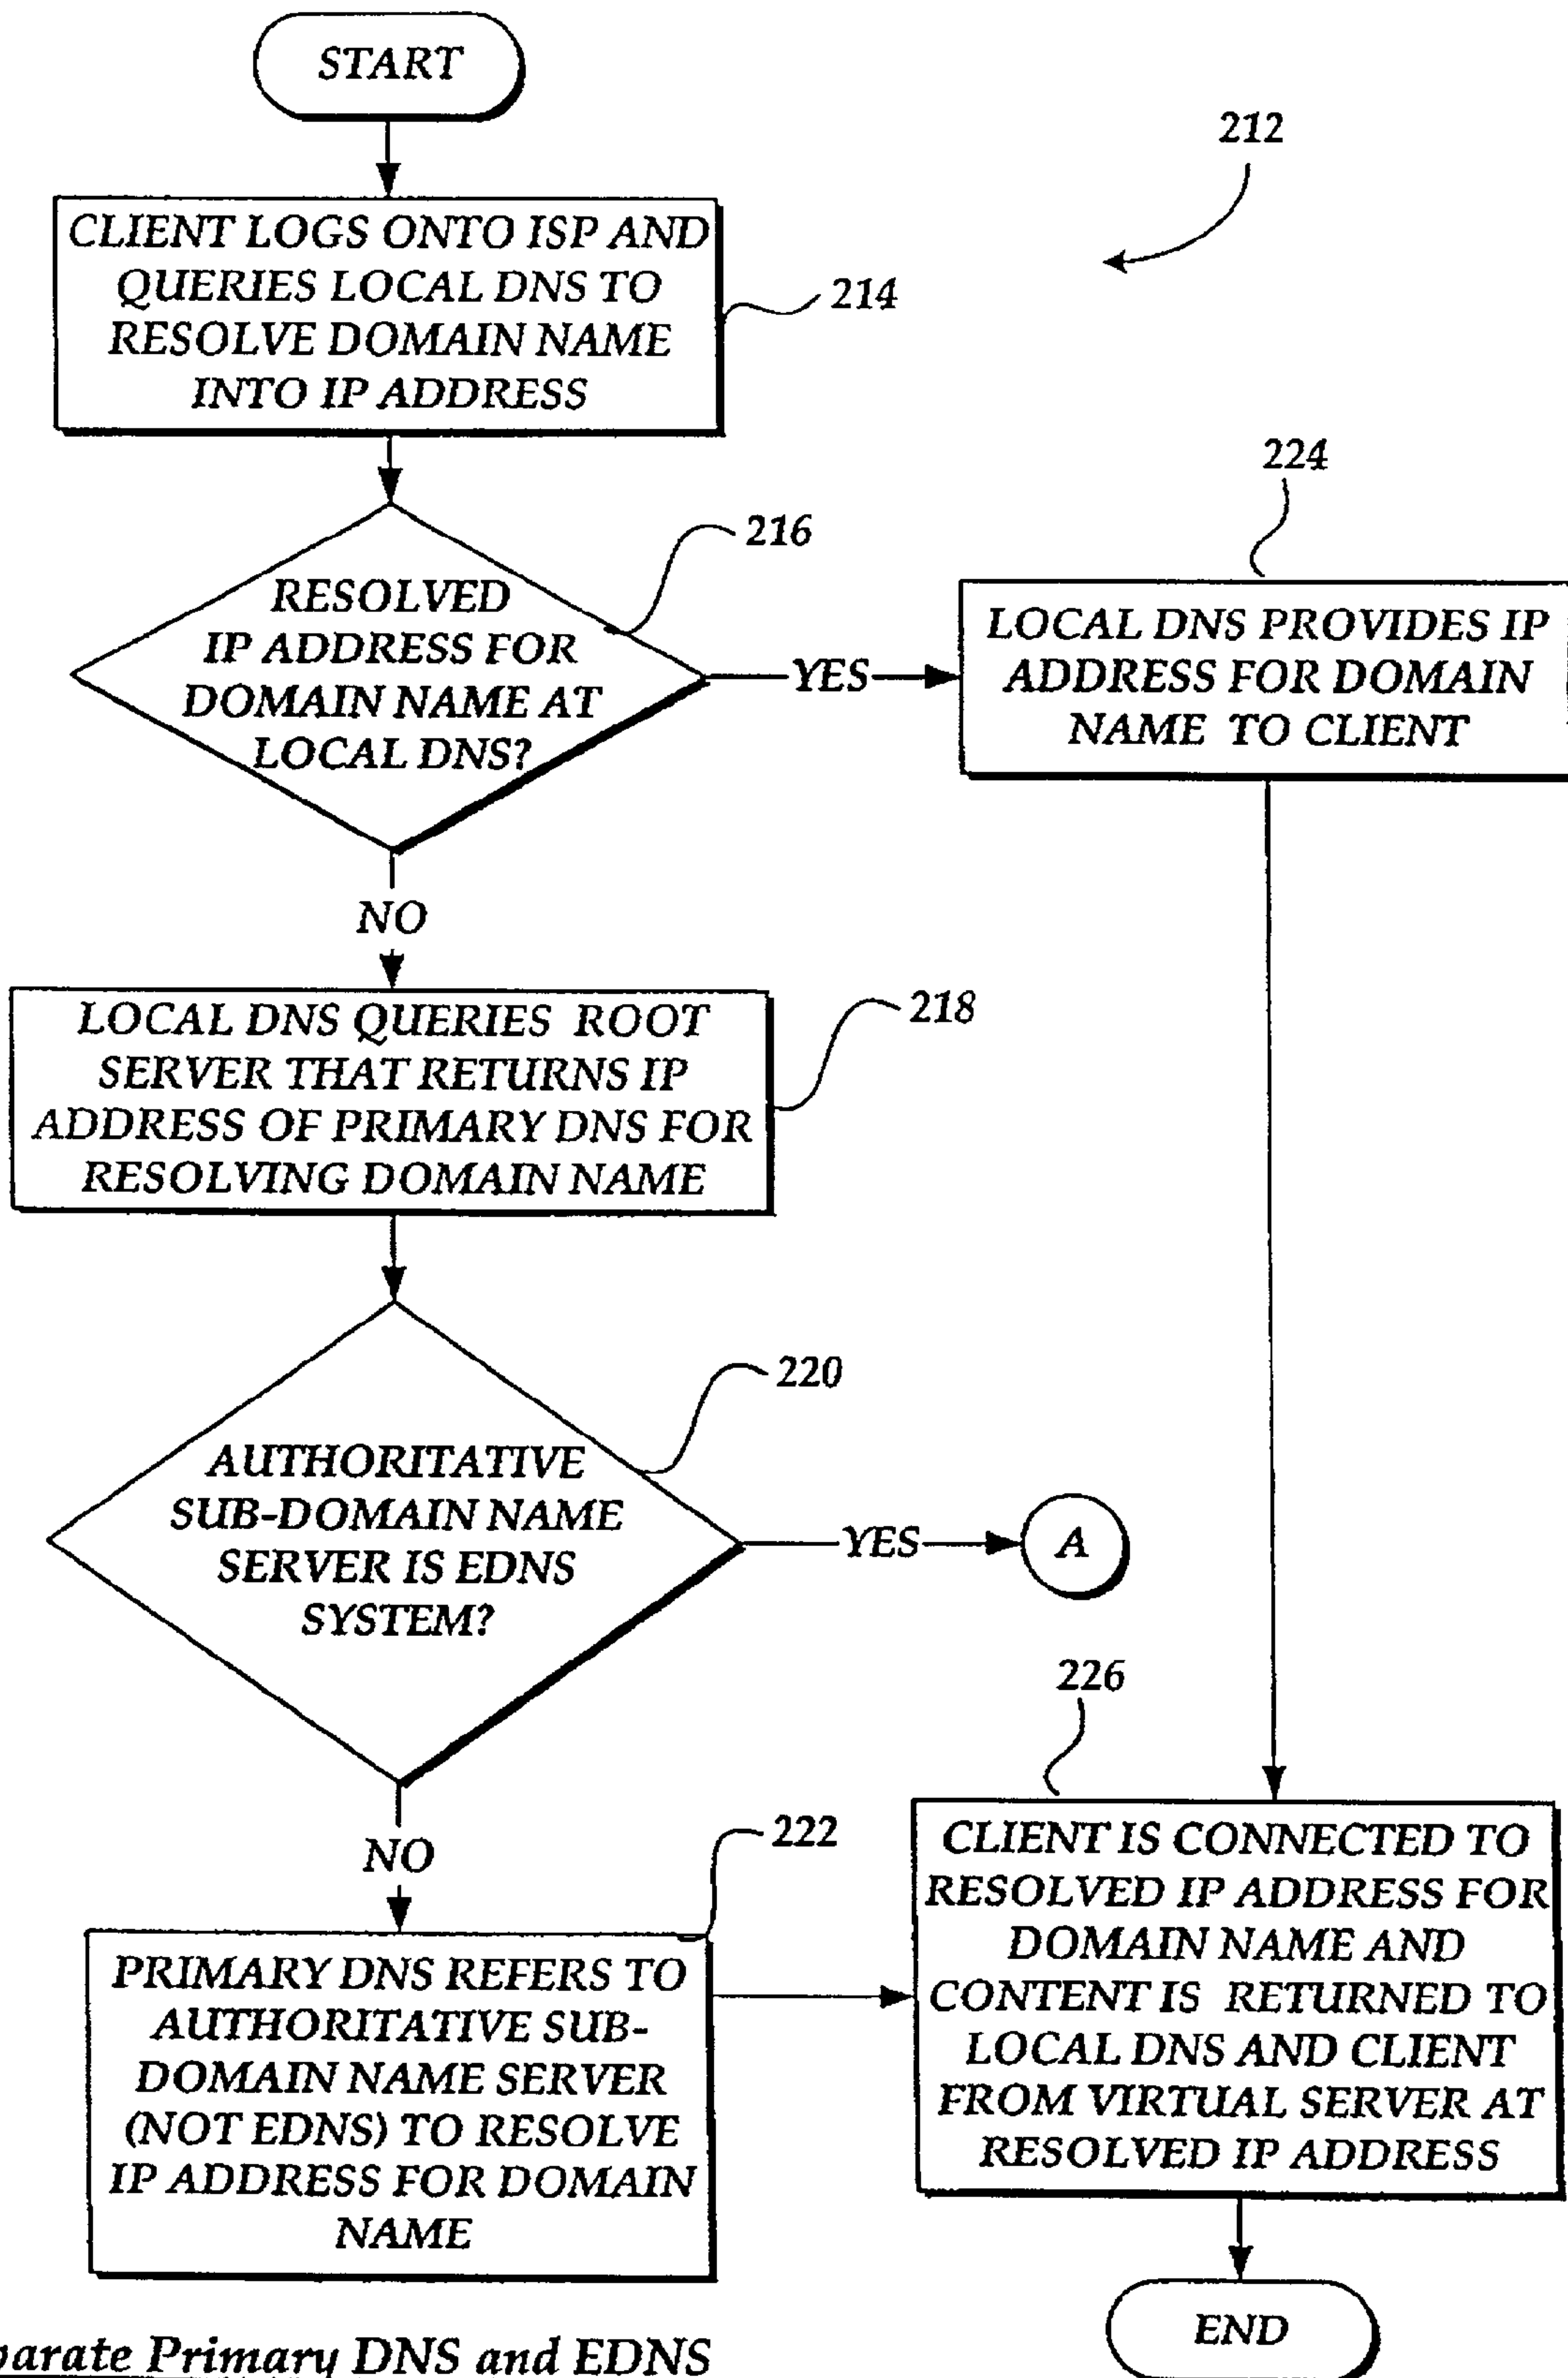 START
212
CLIENT LOGS ONTO ISP AND
QUERIES LOCAL DNS TO
RESOLVE DOMAIN NAME
INTO IP ADDRESS
214
224
216
RESOLVED
IP ADDRESS FOR
DOMAIN NAME AT
LOCAL DNS?
YES
LOCAL DNS PROVIDES IP
ADDRESS FOR DOMAIN
NAME TO CLIENT
NO
LOCAL DNS QUERIES ROOT
SERVER THAT RETURNS IP
ADDRESS OF PRIMARY DNS FOR
RESOLVING DOMAIN NAME
218
220
AUTHORITATIVE
SUB-DOMAIN NAME
SERVER IS EDNS
SYSTEM?
YES
A
226
NO
222
PRIMARY DNS REFERS TO
AUTHORITATIVE SUB-
DOMAIN NAME SERVER
(NOT EDNS) TO RESOLVE
IP ADDRESS FOR DOMAIN
NAME
CLIENT IS CONNECTED TO
RESOLVED IP ADDRESS FOR
DOMAIN NAME AND
CONTENT IS RETURNED TO
LOCAL DNS AND CLIENT
FROM VIRTUAL SERVER AT
RESOLVED IP ADDRESS
END
Primary DNS and EDNS